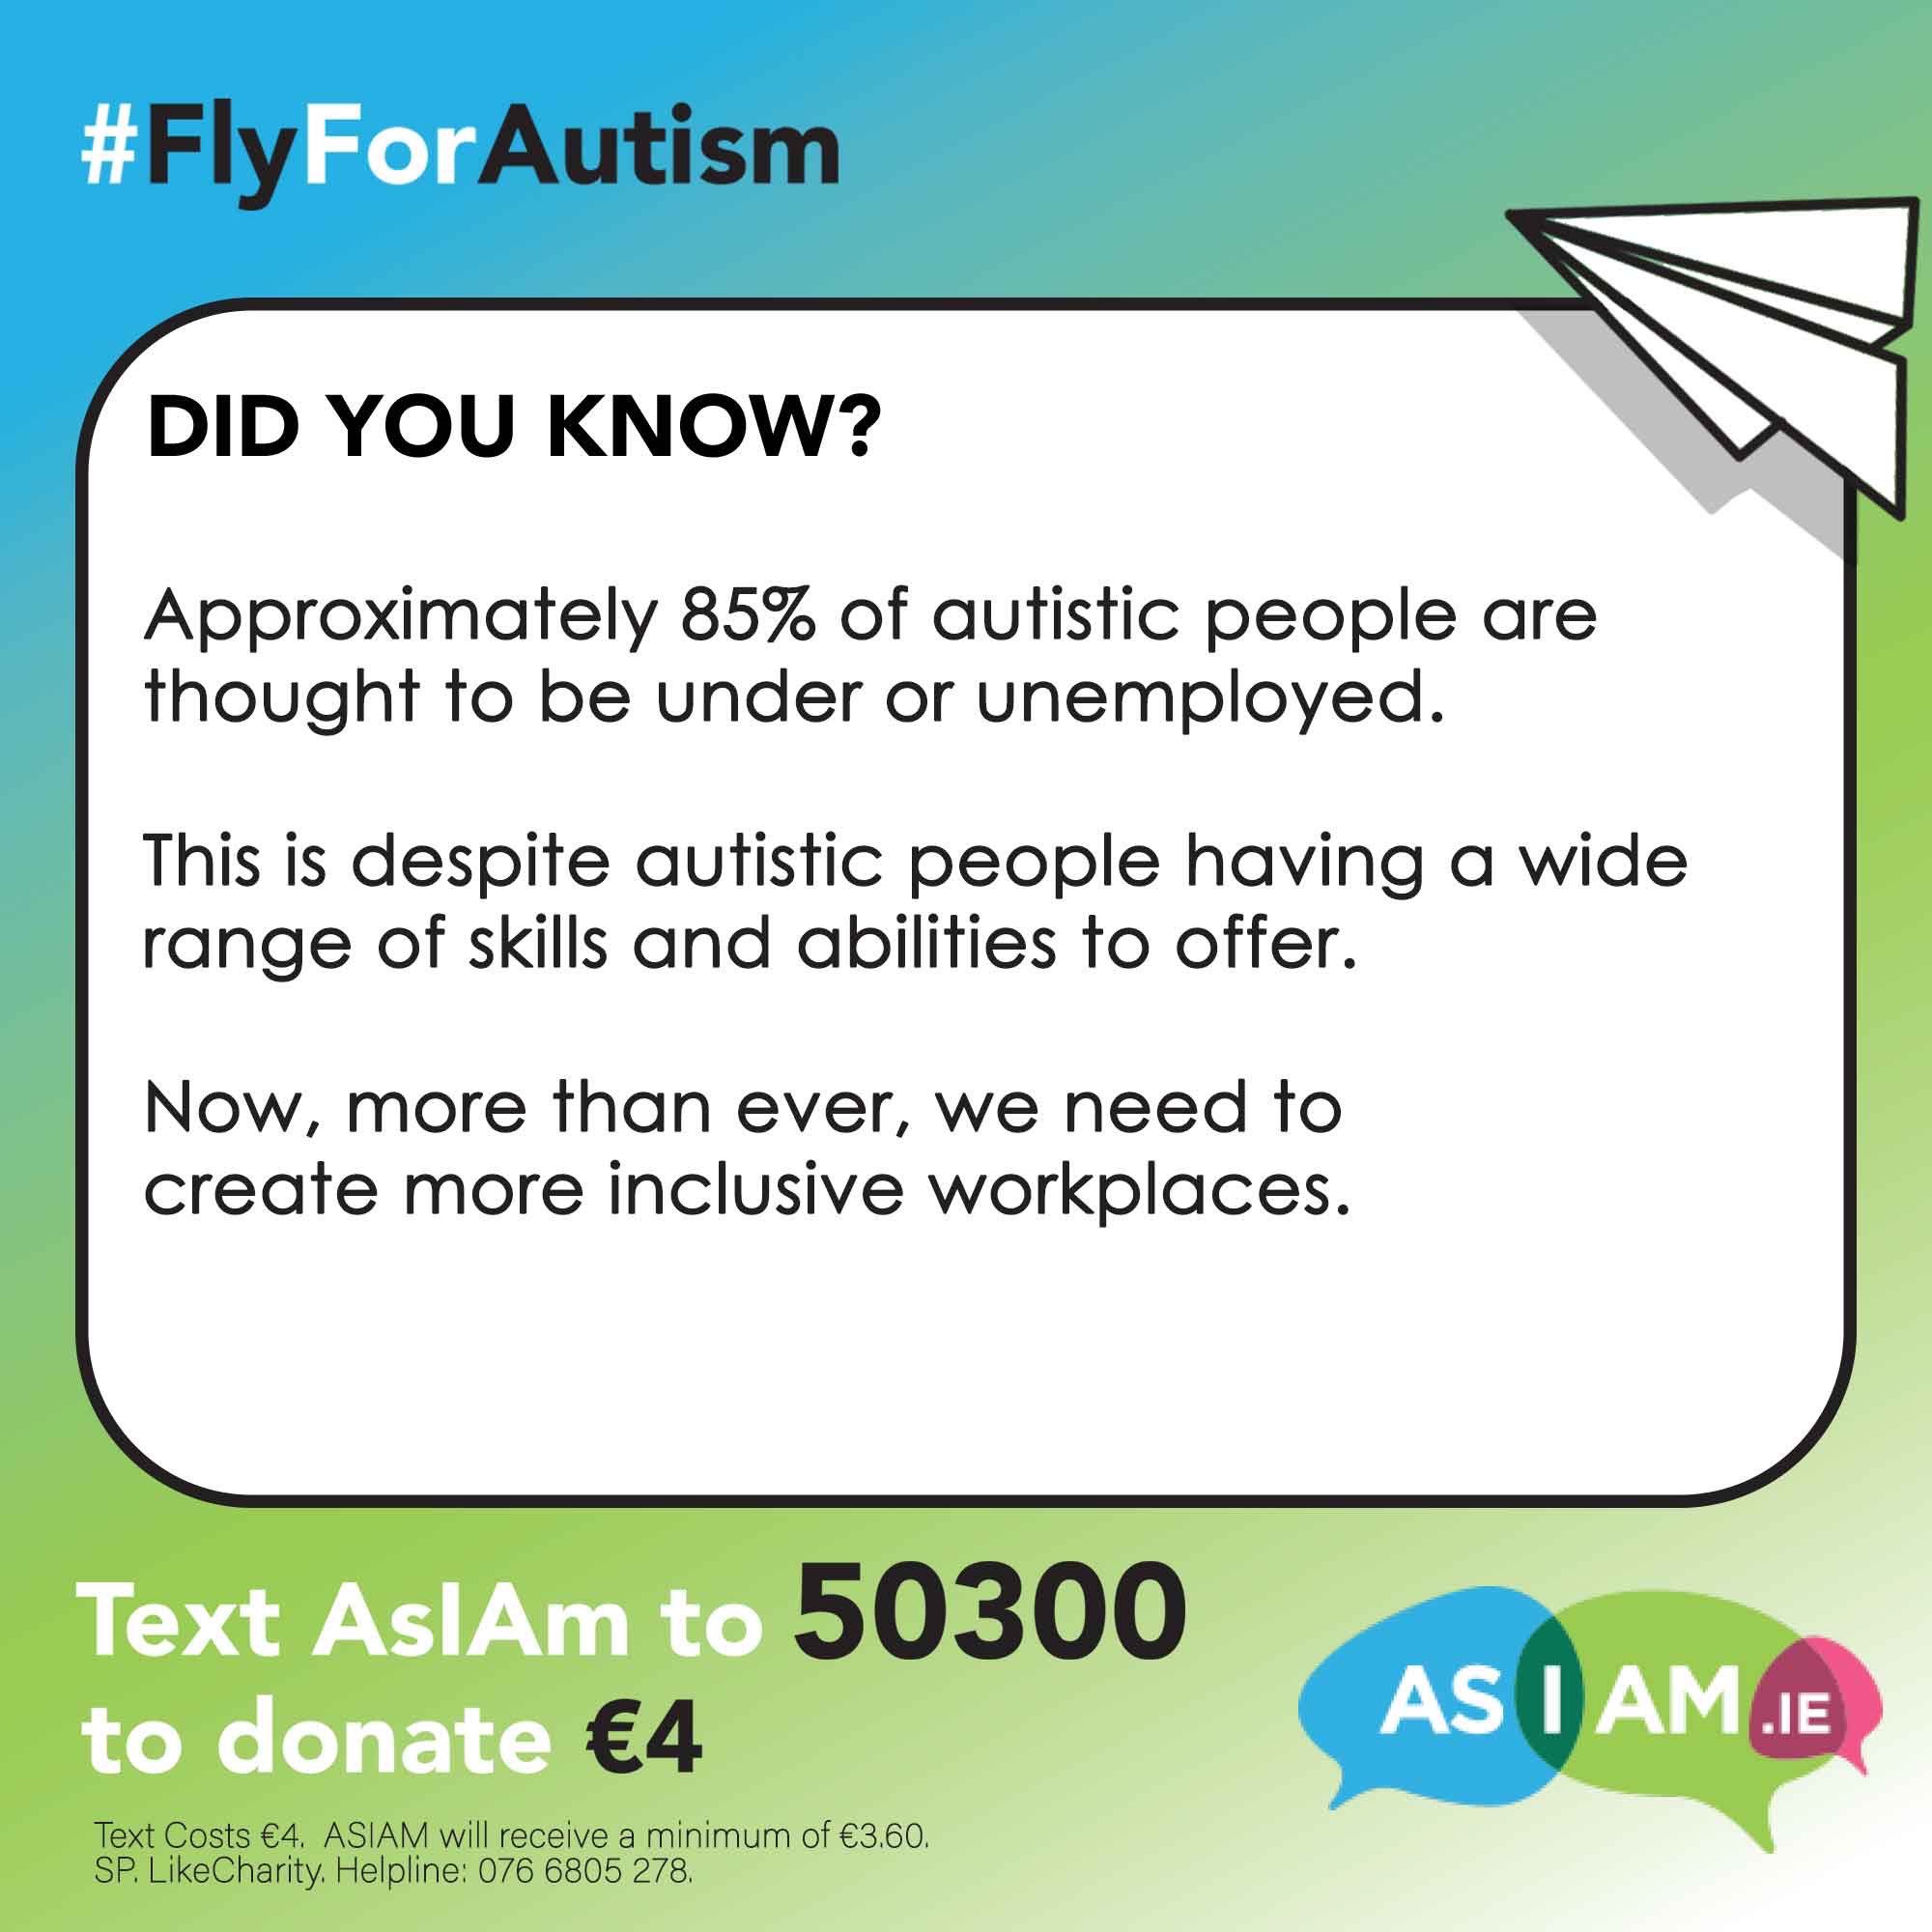 #FlyForAutism
DID YOU KNOW?
Approximately 85% of autistic people are
thought to be under or unemployed.
This is despite autistic people having a wide
range of skills and abilities to offer.
Now, more than ever, we need to
create more inclusive workplaces.
Text AsIAm to 50300
to donate €4
Text Costs €4. ASIAM will receive a minimum of €3.60.
SP. LikeCharity. Helpline: 076 6805 278.
AS I AM .IE